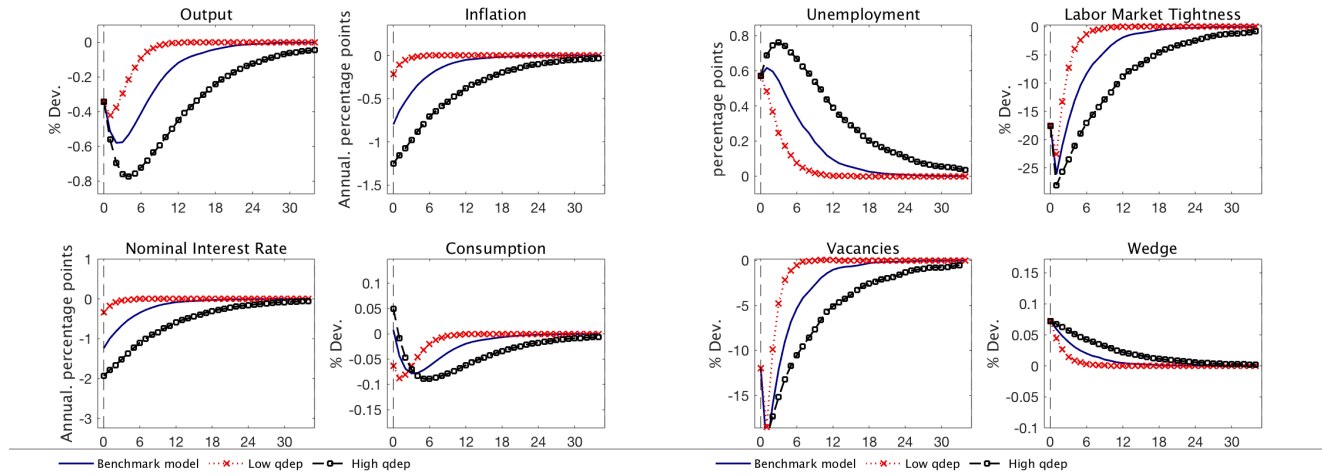 Output
% Dev.
0
-0.2
-0.4
-0.6
-0.8
0 6 12 18 24 30
Inflation
Annual. percentage points
0
-0.5
-1
-1.5
0 6 12 18 24 30
Unemployment
percentage points
0.8
0.6
0.4
0.2
0
0 6 12 18 24 30
Labor Market Tightness
% Dev.
0
-5
-10
-15
-20
-25
0 6 12 18 24 30
Nominal Interest Rate
Annual. percentage points
1
0
-1
-2
-3
0 6 12 18 24 30
Consumption
% Dev.
0.1
0.05
0
-0.05
-0.1
-0.15
0 6 12 18 24 30
Vacancies
% Dev.
0
-5
-10
-15
0 6 12 18 24 30
Wedge
% Dev.
0.15
0.1
0.05
0
-0.05
-0.1
0 6 12 18 24 30
Benchmark model Low qdep High qdep
Benchmark model Low qdep High qdep